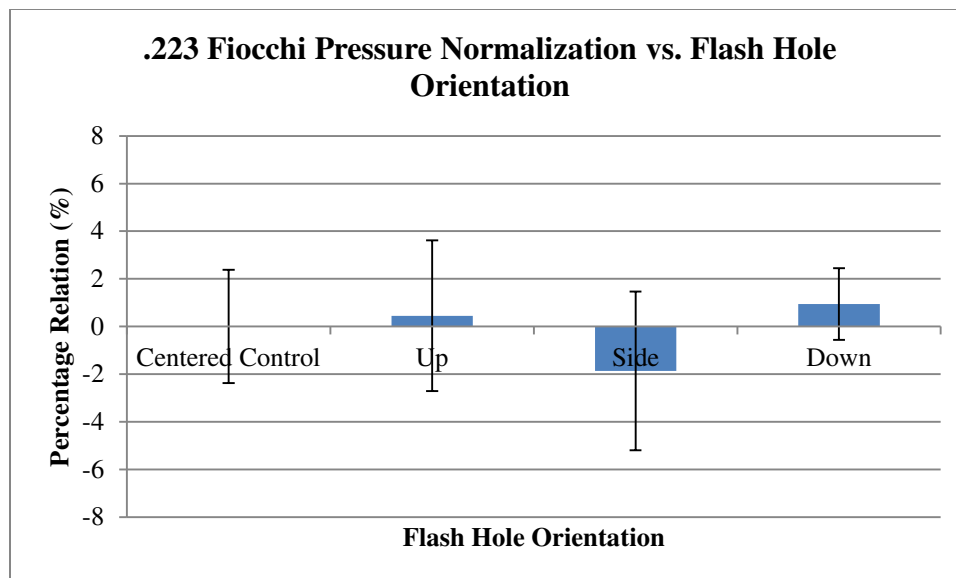 .223 Fiocchi Pressure Normalization vs. Flash Hole
Orientation
Percentage Relation (%)
8
6
4
2
0
-2
-4
-6
-8
Centered Control
Up
Side
Down
Flash Hole Orientation